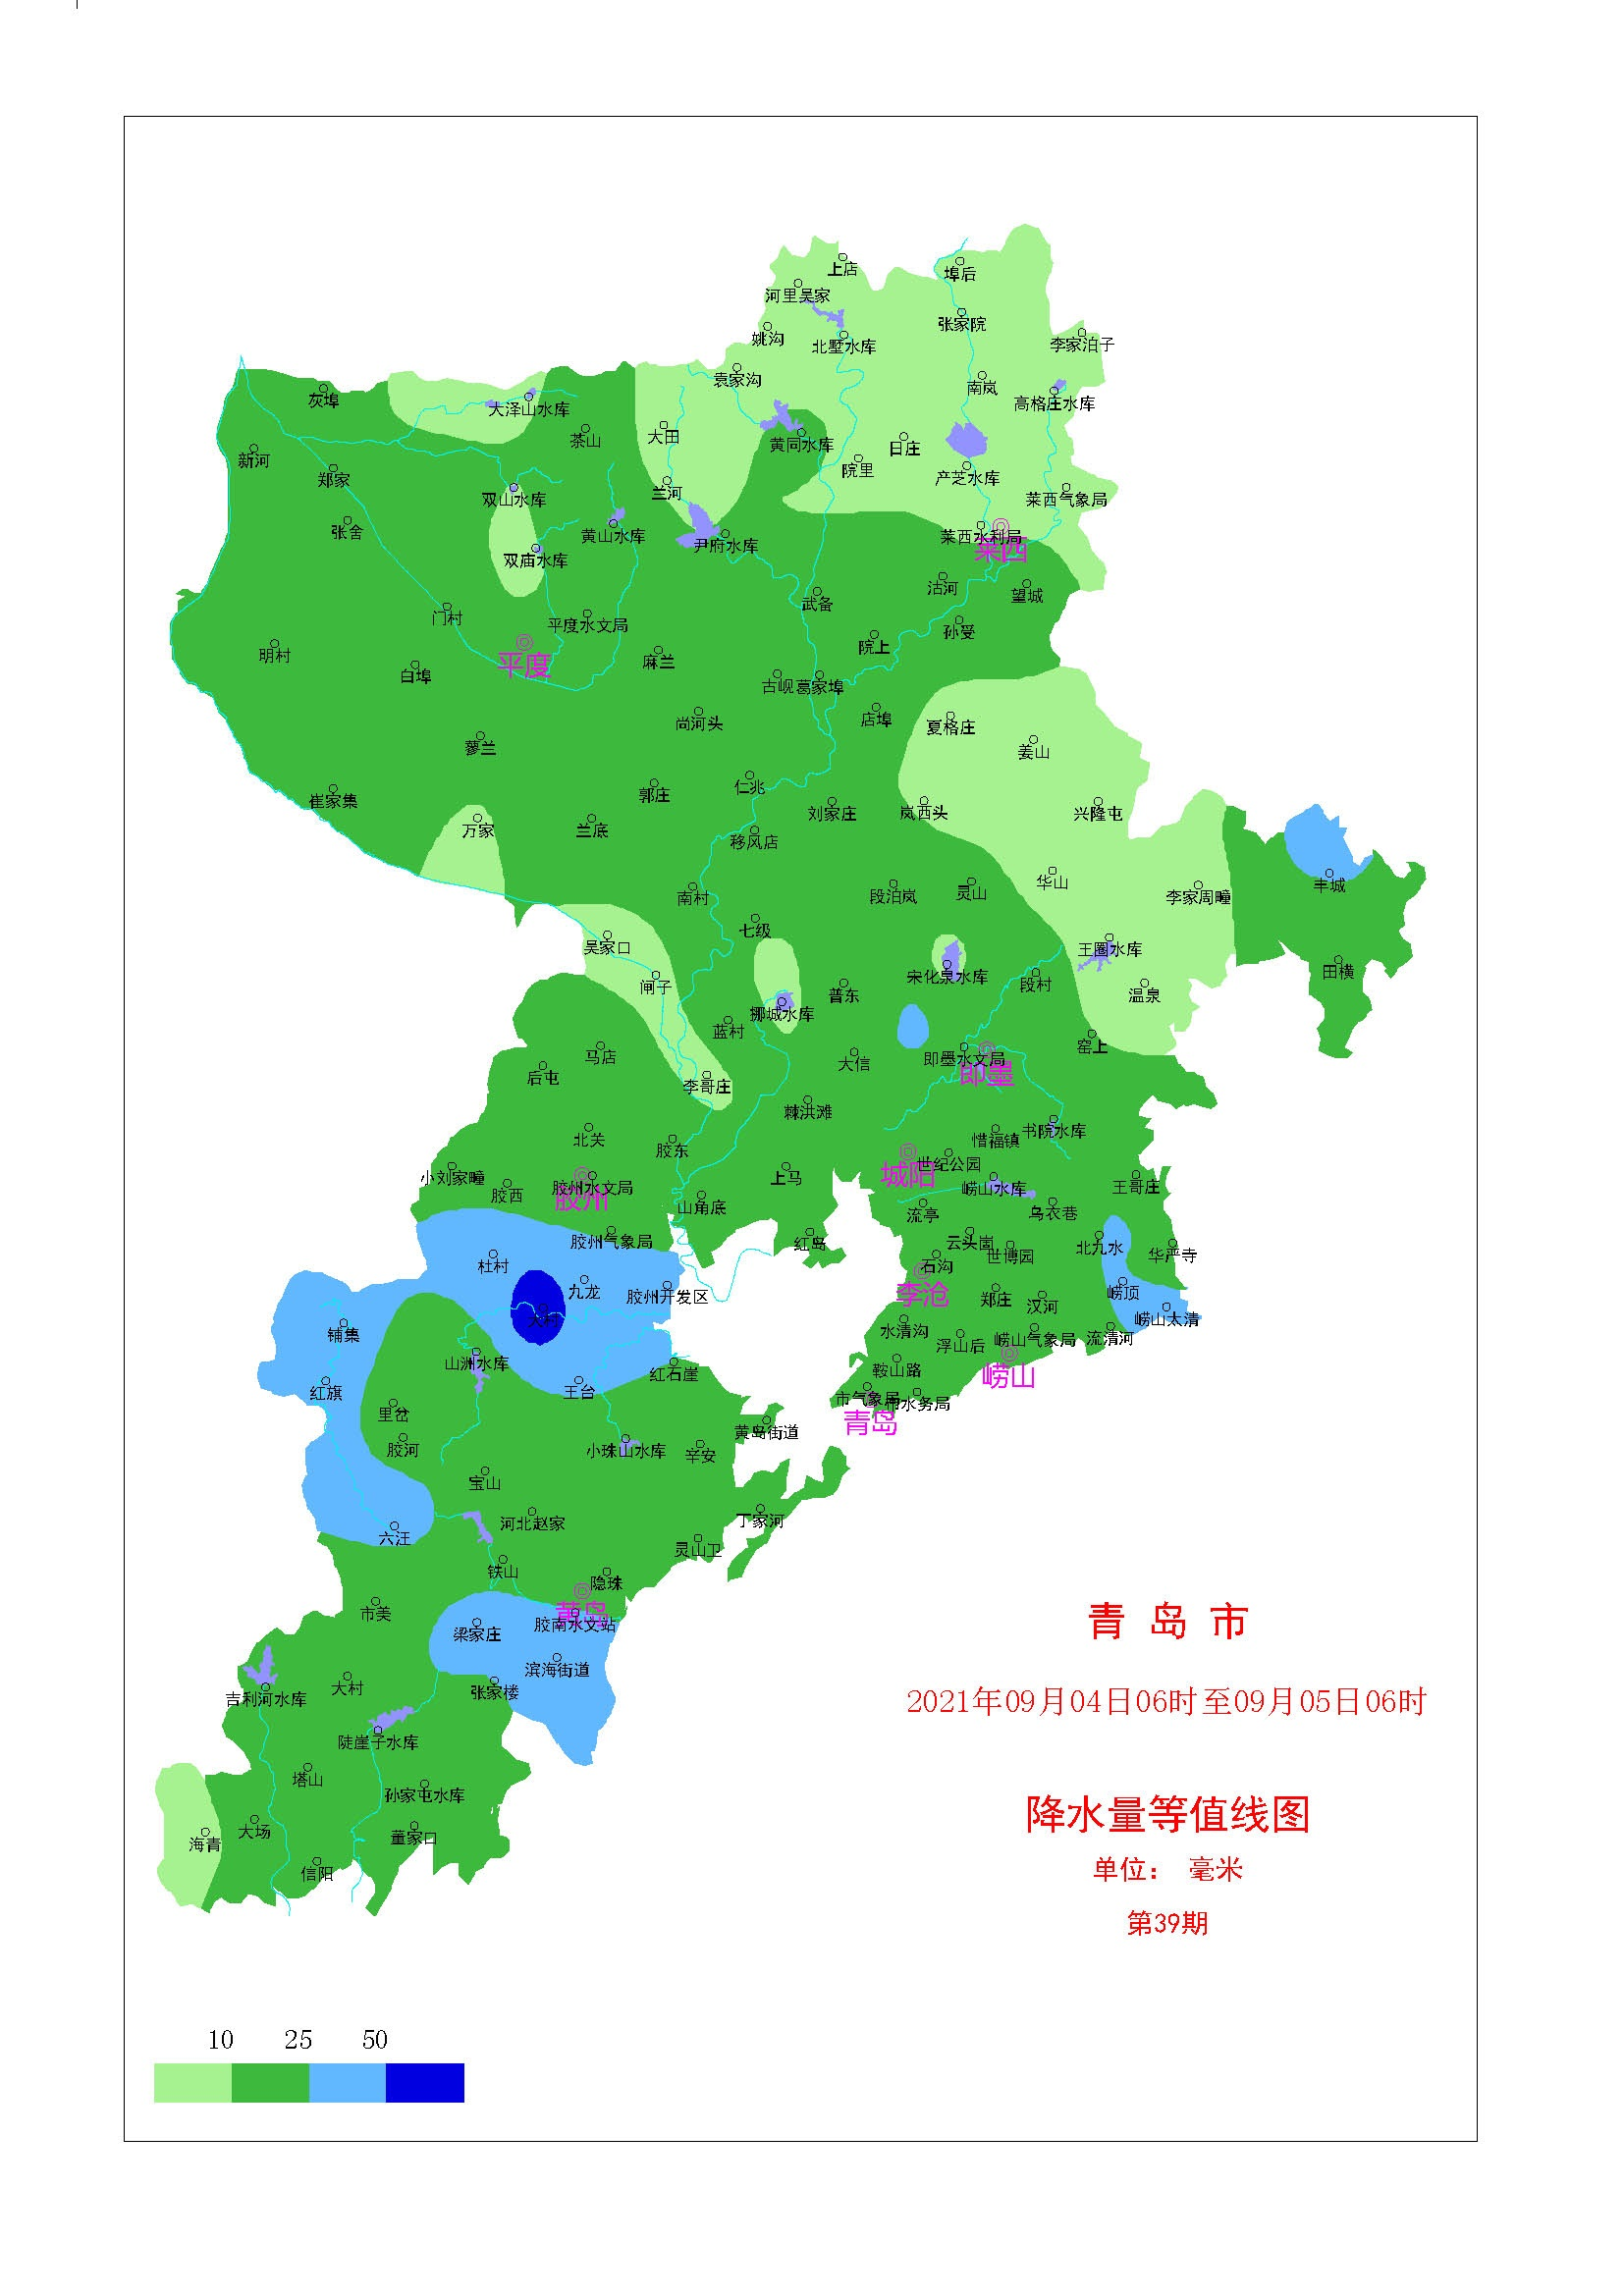 上店
埠后
河里吴家
张家院
姚沟
北墅水库
李家泊子
袁家沟
南岚
灰埠
大泽山水库
高格庄水库
茶山
大田
黄同水库
日庄
新河
院里
郑家
产芝水库
双山水库
兰河
莱西气象局
张舍
黄山水库
尹府水库
莱西水利局
莱西
双庙水库
沽河
望城
武备
门村
平度水文局
孙受
院上
明村
平度
麻兰
白埠
古岘
葛家埠
尚河头
店埠
夏格庄
蓼兰
姜山
仁兆
郭庄
崔家集
刘家庄
岚西头
兴隆屯
万家
兰底
移风店
华山
丰城
南村
段泊岚
灵山
李家周疃
七级
吴家口
王圈水库
宋化泉水库
田横
闸子
段村
普东
温泉
挪城水库
蓝村
窑上
马店
大信
即墨水文局
即墨
后屯
李哥庄
棘洪滩
书院水库
北关
惜福镇
胶东
世纪公园
城阳
小刘家疃
上马
胶州水文局
胶州
胶西
崂山水库
王哥庄
山角底
流亭
乌衣巷
胶州气象局
红岛
云头崮
北九水
世博园
华严寺
杜村
石沟
九龙
胶州开发区
李沧
郑庄
汉河
崂顶
大村
崂山太清
铺集
水清沟
浮山后
崂山气象局
流清河
山洲水库
鞍山路
红石崖
崂山
红旗
王台
市气象局
市水务局
里岔
青岛
黄岛街道
胶河
小珠山水库
辛安
宝山
丁家河
河北赵家
六汪
灵山卫
铁山
隐珠
市美
黄岛
胶南水文站
梁家庄
青 岛 市
滨海街道
大村
张家楼
吉利河水库
2021年09月04日06时至09月05日06时
陡崖子水库
塔山
孙家屯水库
降水量等值线图
大场
董家口
海青
单位： 毫米
信阳
第39期
10 25 50